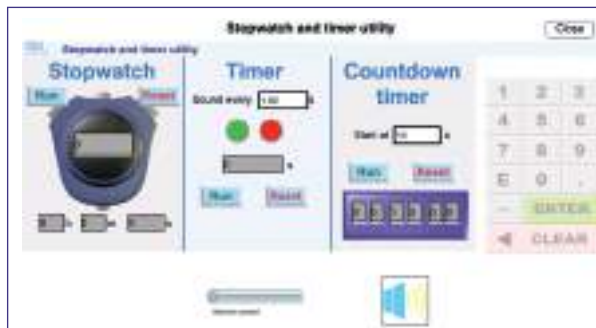 Stopwatch and timer utility
Close
Stopwatch and timer utility
Stopwatch
Run
Reset
Timer
Sound every
Run
Reset
Countdown
timer
Start at
Run
Reset
1 2 3
4 5 6
7 8 9
E 0 .
– ENTER
CLEAR